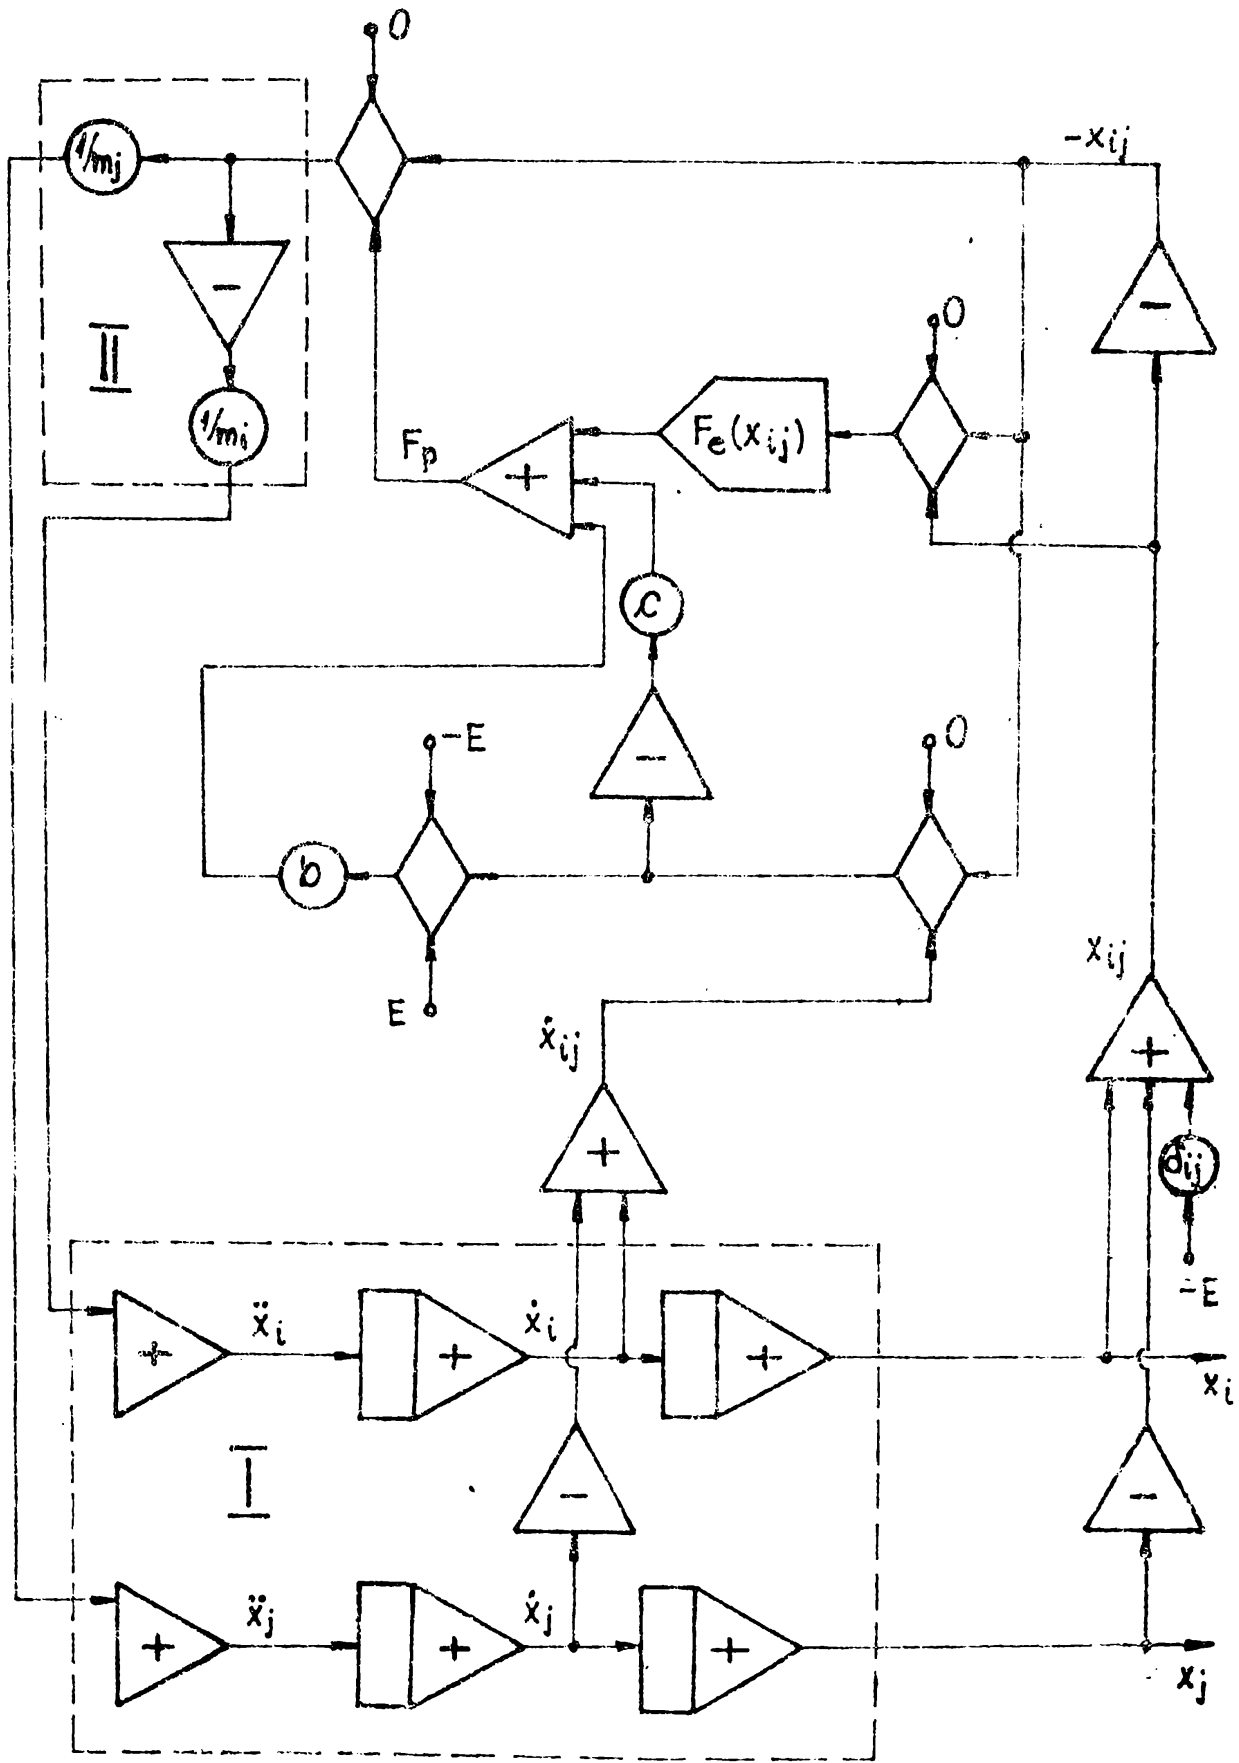 0
1/mj
-xij
0
II
1/mi
Fp
+
Fe(xij)
-
-
c
-E
-
0
b
E
xij
ẋij
+
+
dij
-E
ẍi
ẋi
+
+
+
xi
I
-
-
ẍj
ẋj
+
+
+
xj